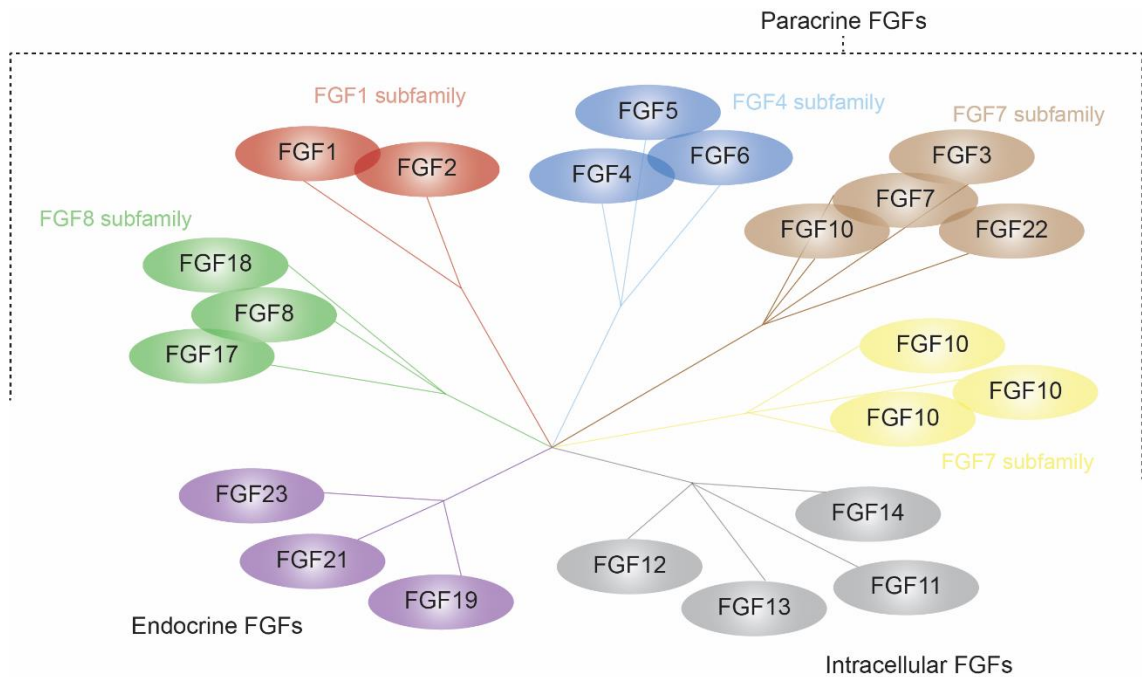 Paracrine FGFs
FGF1 subfamily
FGF1
FGF2
FGF4 subfamily
FGF5
FGF6
FGF4
FGF7 subfamily
FGF3
FGF7
FGF10
FGF22
FGF8 subfamily
FGF18
FGF8
FGF17
FGF10
FGF10
FGF10
FGF7 subfamily
FGF23
FGF21
FGF19
Endocrine FGFs
FGF14
FGF12
FGF11
FGF13
Intracellular FGFs